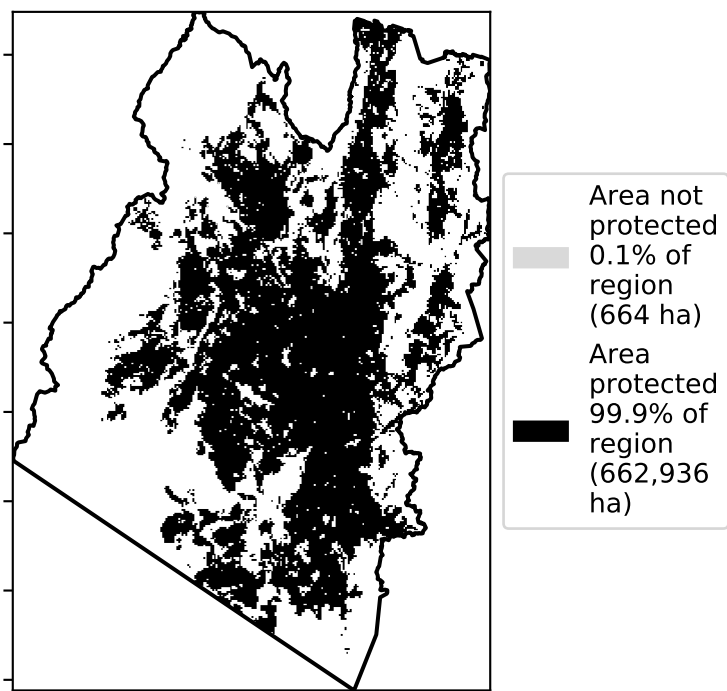 Area not
protected
0.1% of
region
(664 ha)
Area
protected
99.9% of
region
(662,936
ha)